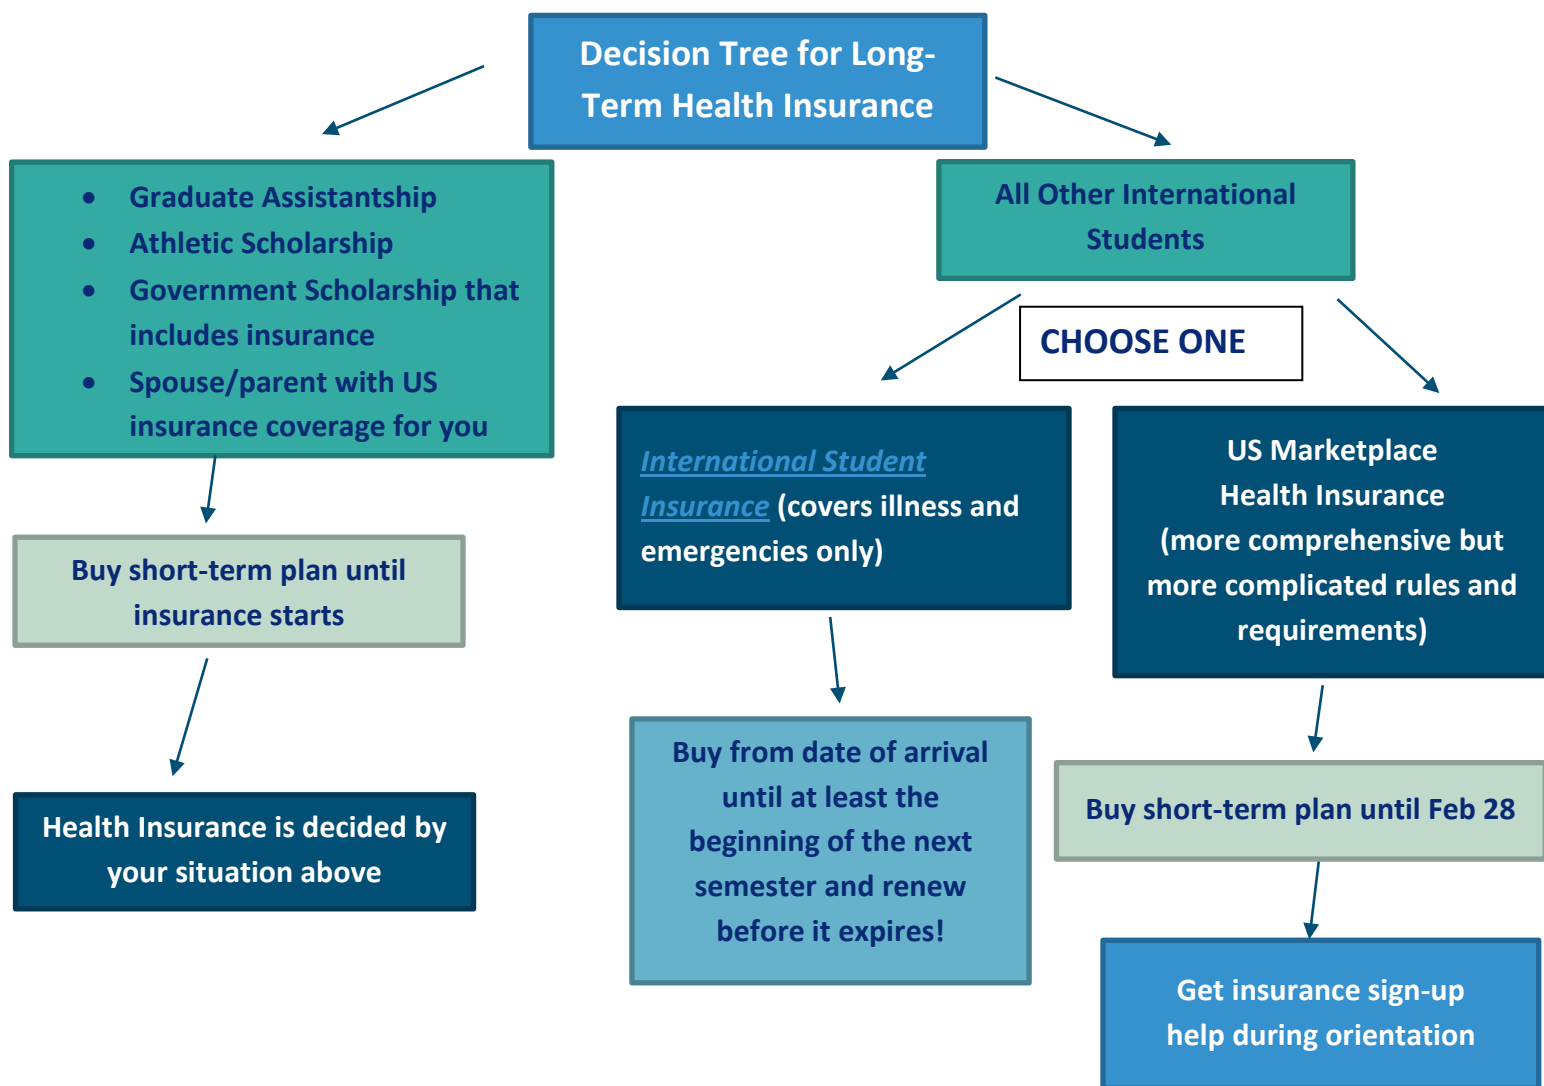 Decision Tree for Long-
Term Health Insurance
• Graduate Assistantship
• Athletic Scholarship
• Government Scholarship that
includes insurance
• Spouse/parent with US
insurance coverage for you
Buy short-term plan until
insurance starts
Health Insurance is decided by
your situation above
All Other International
Students
CHOOSE ONE
International Student
Insurance (covers illness and
emergencies only)
Buy from date of arrival
until at least the
beginning of the next
semester and renew
before it expires!
US Marketplace
Health Insurance
(more comprehensive but
more complicated rules and
requirements)
Buy short-term plan until Feb 28
Get insurance sign-up
help during orientation